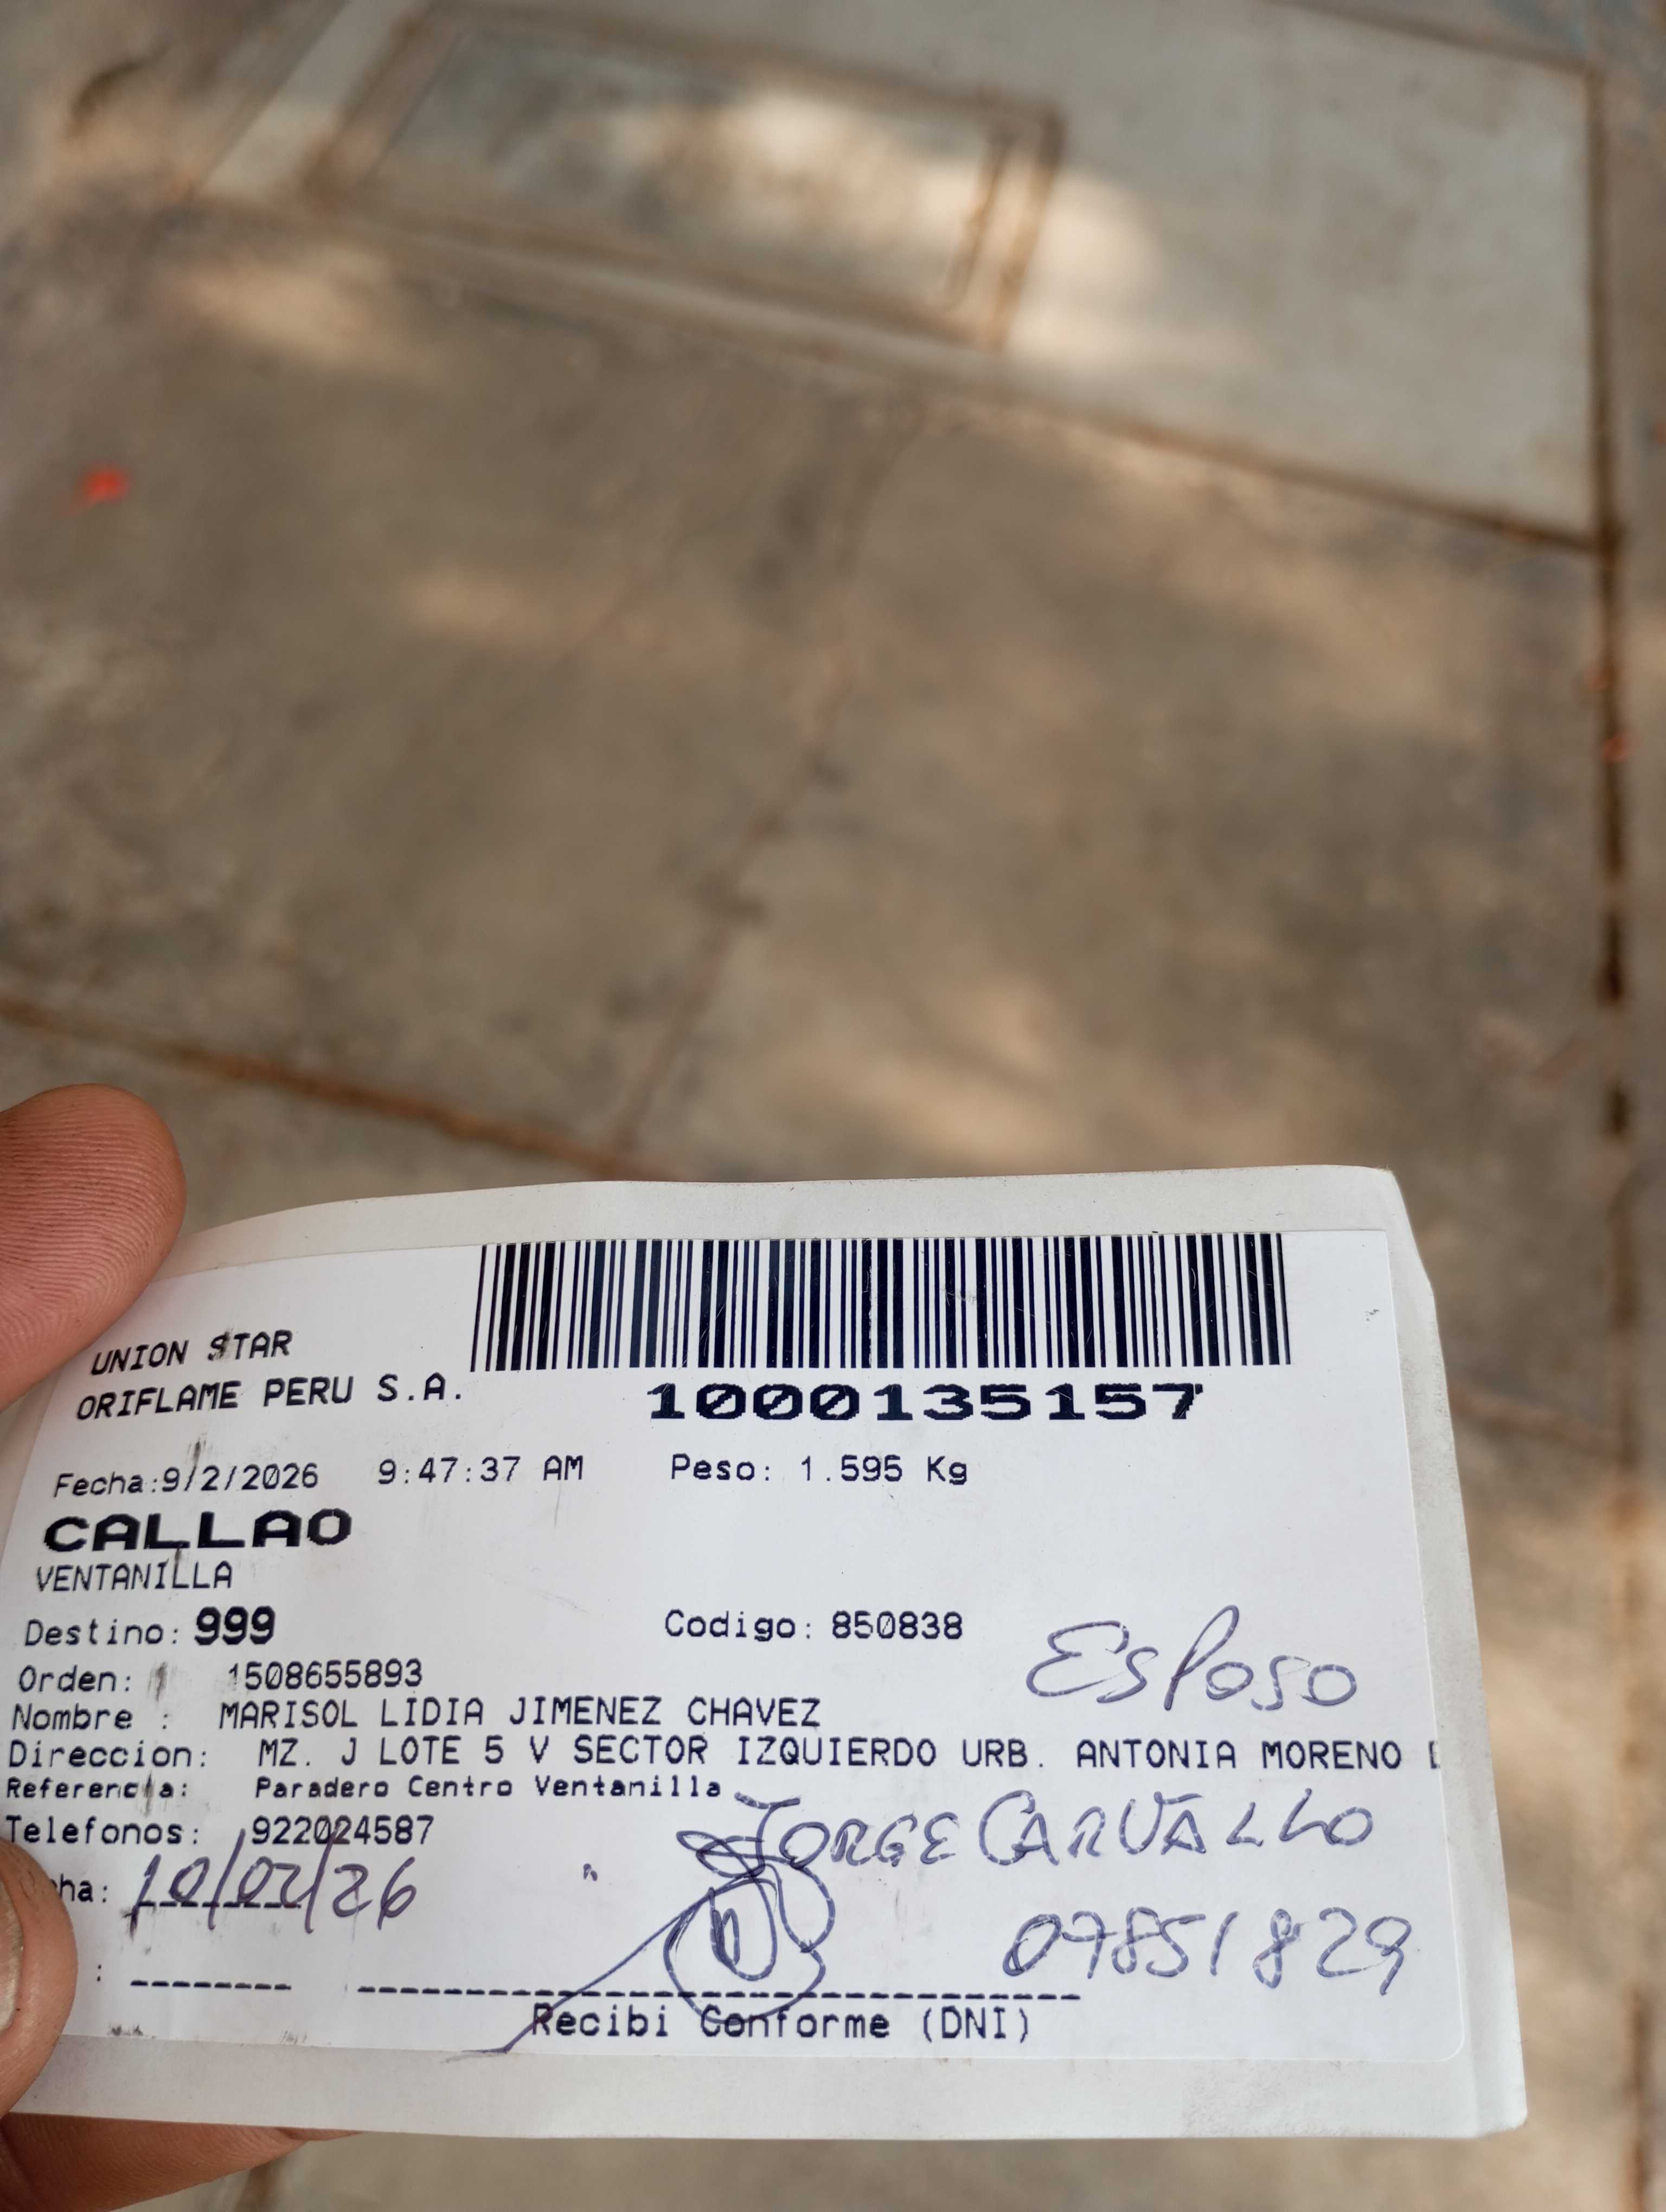 UNION STAR
ORIFLAME PERU S.A.
1000135157
Fecha:9/2/2026 9:47:37 AM Peso: 1.595 Kg
CALLAO
VENTANILLA
Destino: 999 Codigo: 850838
Esposo
Orden: 1508655893
Nombre : MARISOL LIDIA JIMENEZ CHAVEZ
Direccion: MZ. J LOTE 5 V SECTOR IZQUIERDO URB. ANTONIA MORENO
Referencia: Paradero Centro Ventanilla
Telefonos: 922024587
JORGE CARVALLO
ha: 10/02/26
09851829
Recibi Conforme (DNI)